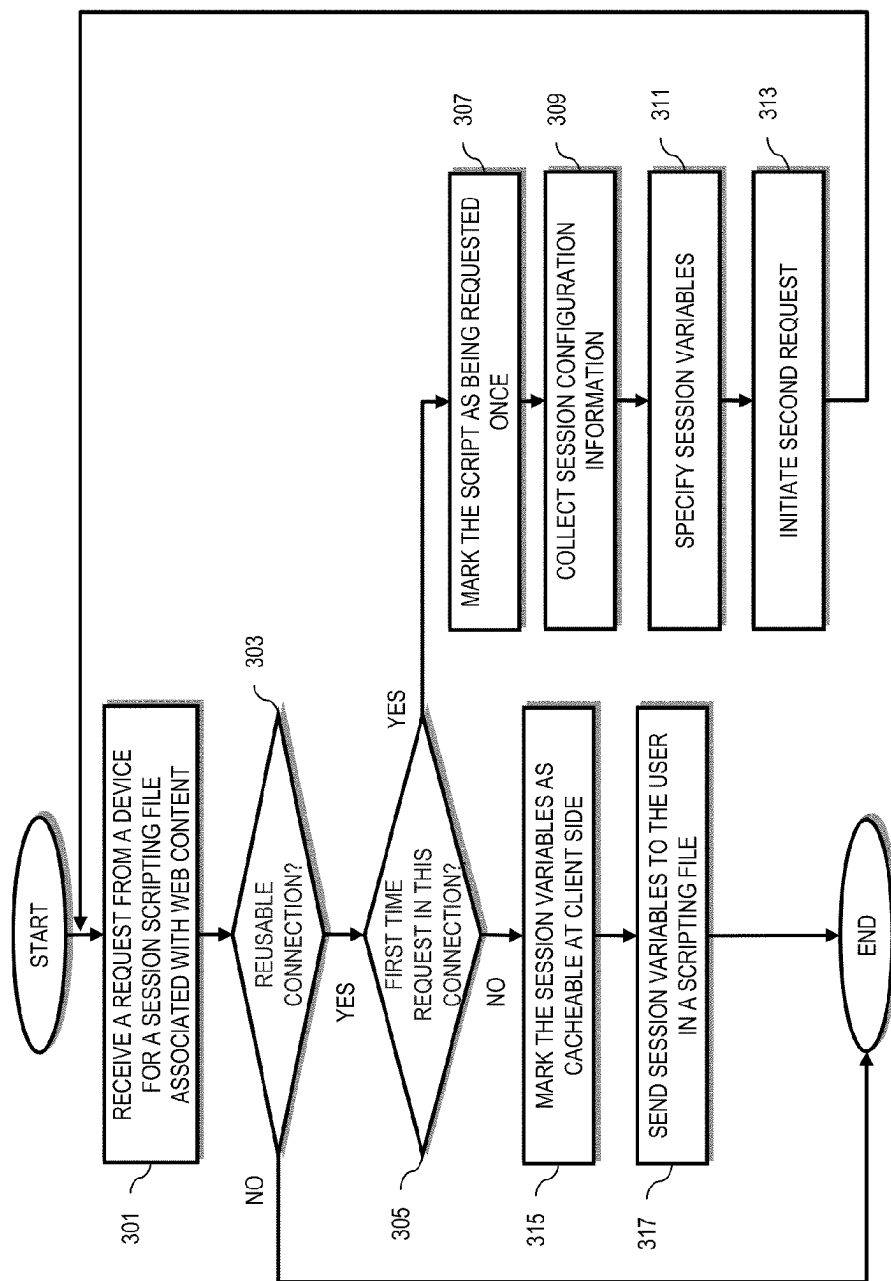 START
RECEIVE A REQUEST FROM A DEVICE
FOR A SESSION SCRIPTING FILE
ASSOCIATED WITH WEB CONTENT
301
REUSABLE
CONNECTION?
303
NO
YES
FIRST TIME
REQUEST IN THIS
CONNECTION?
305
YES
NO
MARK THE SCRIPT AS BEING REQUESTED
ONCE
307
COLLECT SESSION CONFIGURATION
INFORMATION
309
SPECIFY SESSION VARIABLES
311
INITIATE SECOND REQUEST
313
MARK THE SESSION VARIABLES AS
CACHEABLE AT CLIENT SIDE
315
SEND SESSION VARIABLES TO THE USER
IN A SCRIPTING FILE
317
END